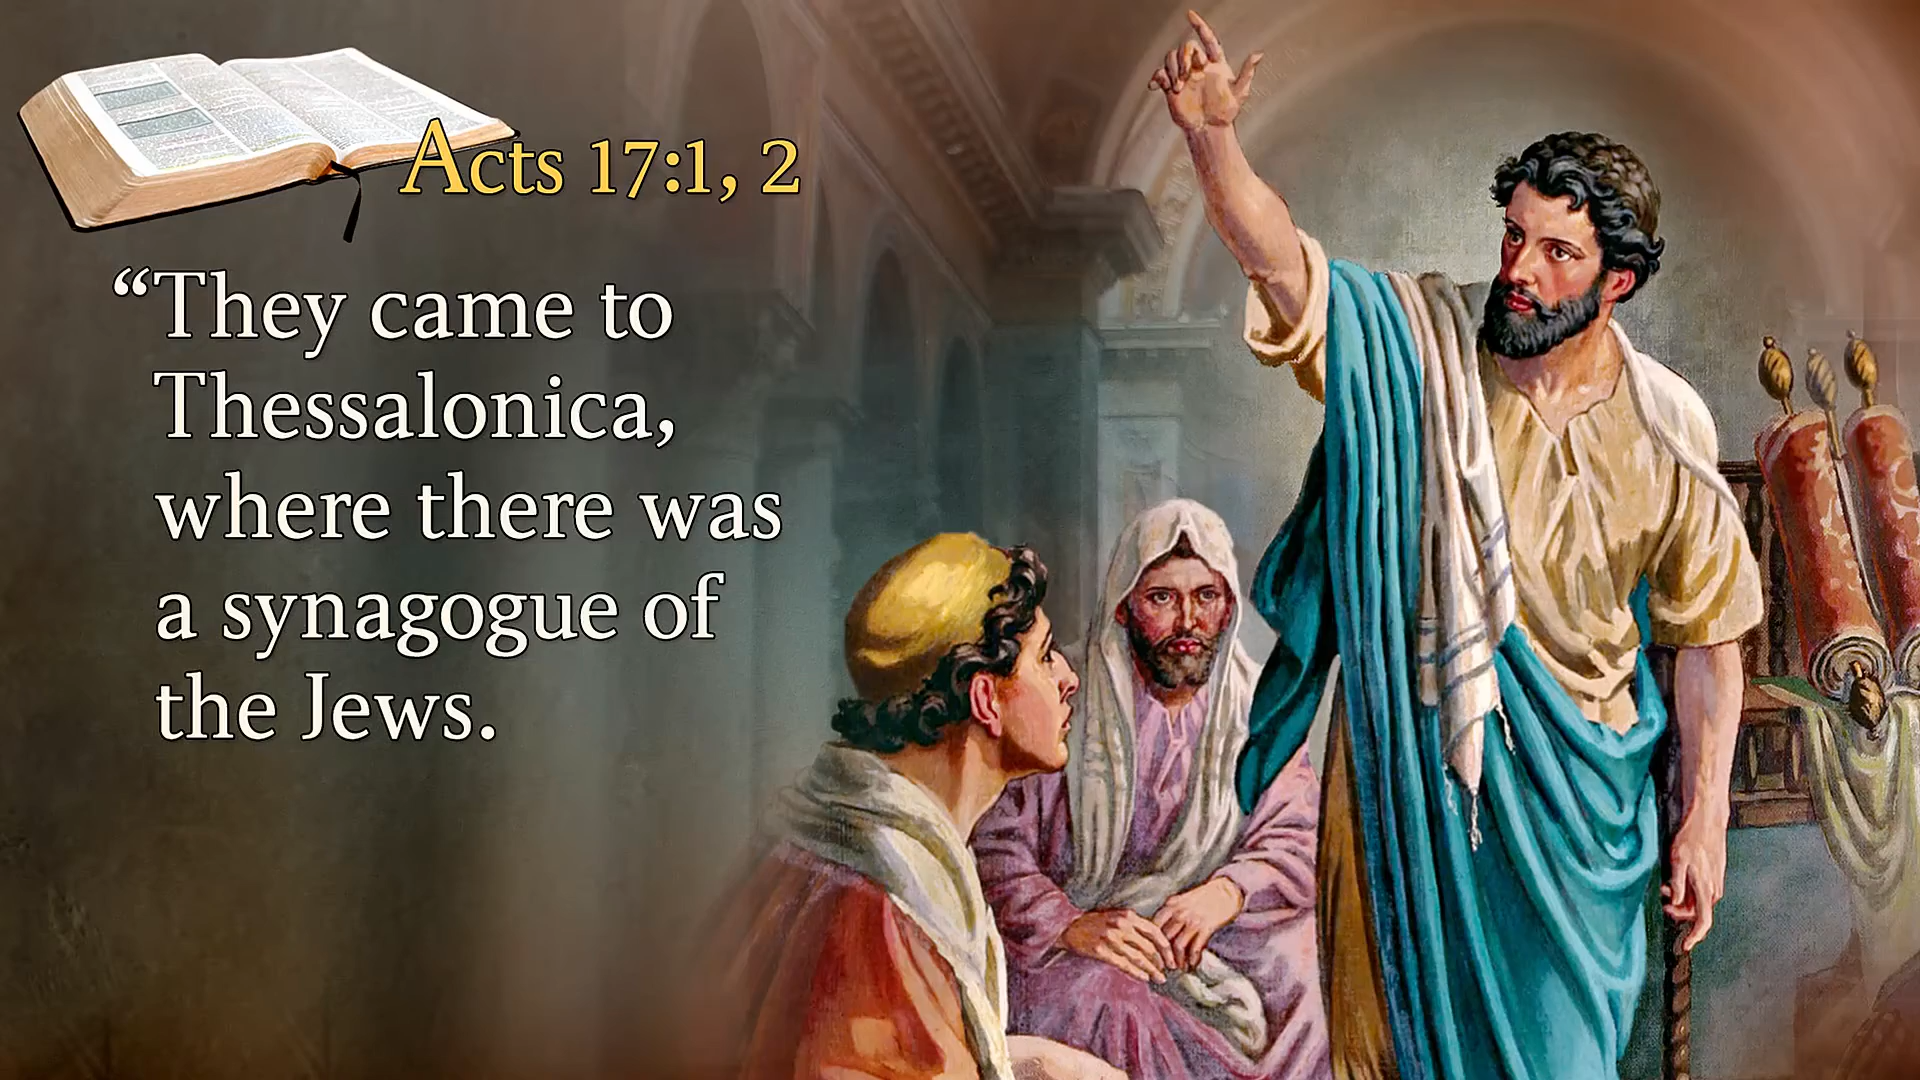 Acts 17:1, 2
“They came to
Thessalonica,
where there was
a synagogue of
the Jews.